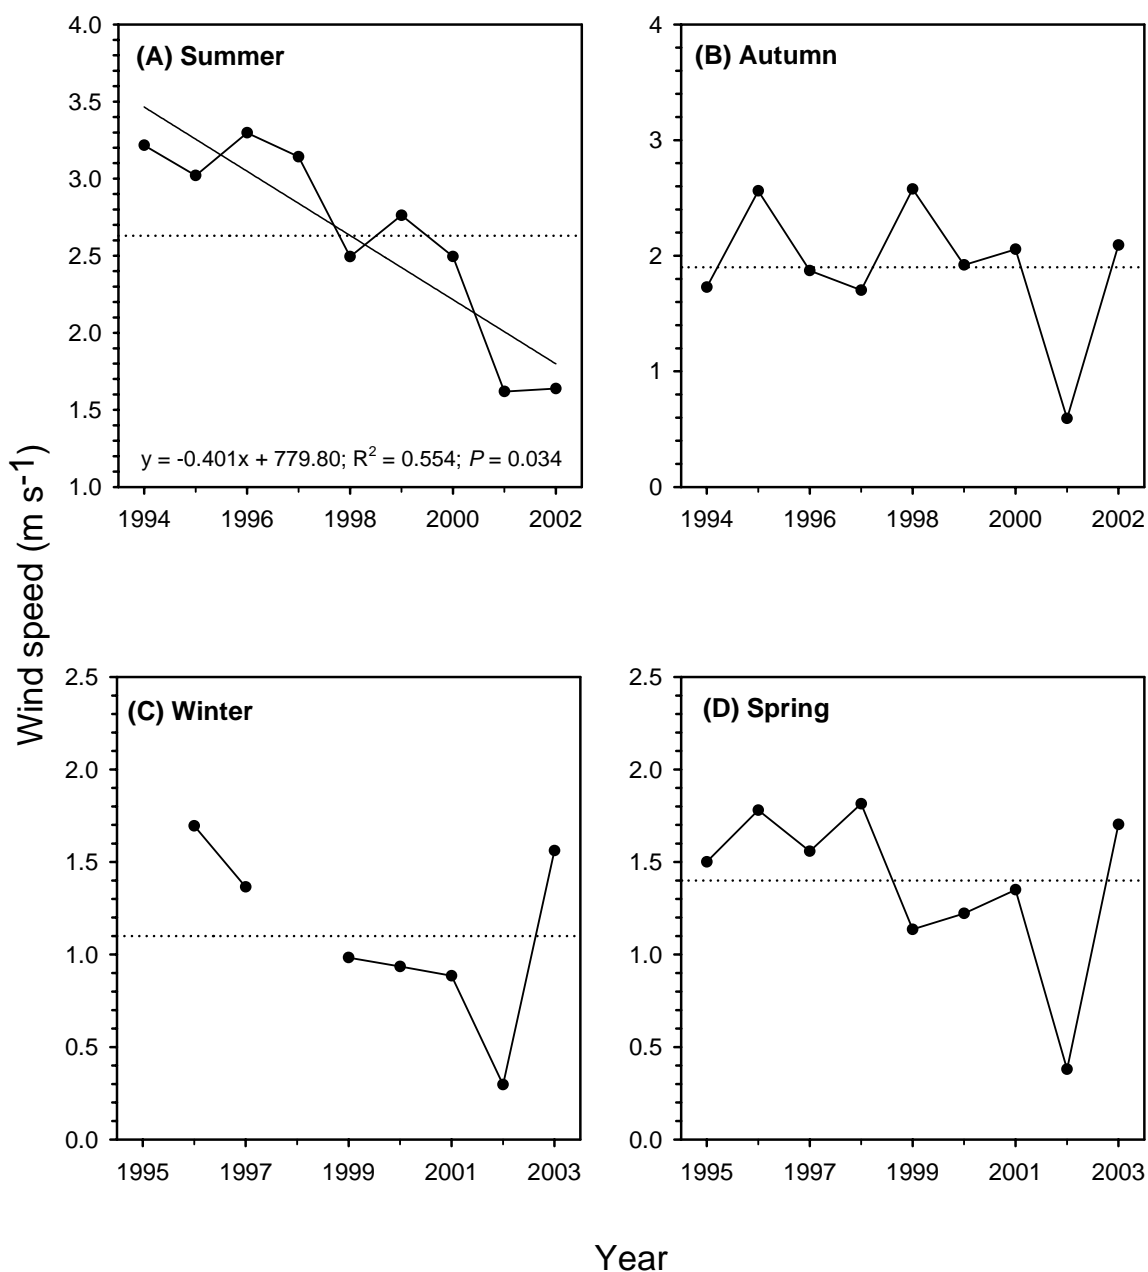 (A) Summer
4.0
3.5
3.0
2.5
2.0
1.5
1.0
y = -0.401x + 779.80; R² = 0.554; P = 0.034
1994 1996 1998 2000 2002
(B) Autumn
4
3
2
1
0
1994 1996 1998 2000 2002
Wind speed (m s⁻¹)
(C) Winter
2.5
2.0
1.5
1.0
0.5
0.0
1995 1997 1999 2001 2003
(D) Spring
2.5
2.0
1.5
1.0
0.5
0.0
1995 1997 1999 2001 2003
Year